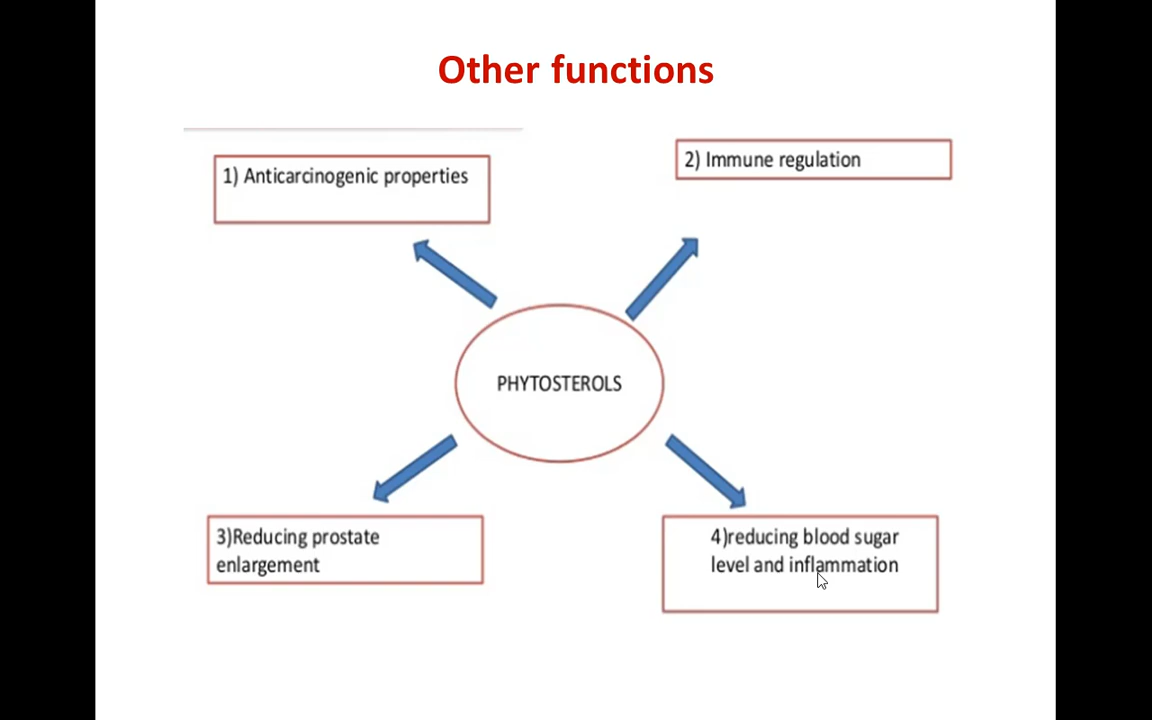 Other functions
1) Anticarcinogenic properties
2) Immune regulation
PHYTOSTEROLS
3)Reducing prostate
enlargement
4)reducing blood sugar
level and inflammation